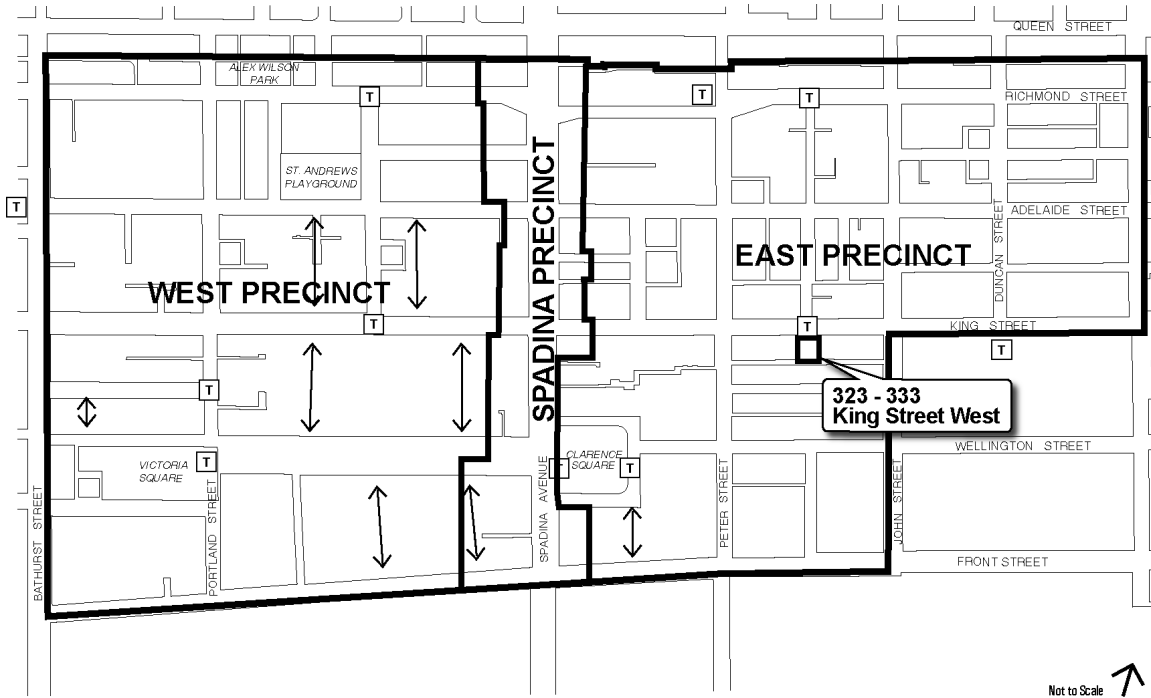 QUEEN STREET
ALEX WILSON
PARK
T
T
T
RICHMOND STREET
ST. ANDREWS
PLAYGROUND
T
ADELAIDE STREET
DUNCAN STREET
WEST PRECINCT
SPADINA PRECINCT
EAST PRECINCT
T
T
KING STREET
T
T
323 - 333
King Street West
WELLINGTON STREET
VICTORIA
SQUARE
T
CLARENCE
SQUARE
T
T
BATHURST STREET
PORTLAND STREET
SPADINA AVENUE
PETER STREET
JOHN STREET
FRONT STREET
Not to Scale